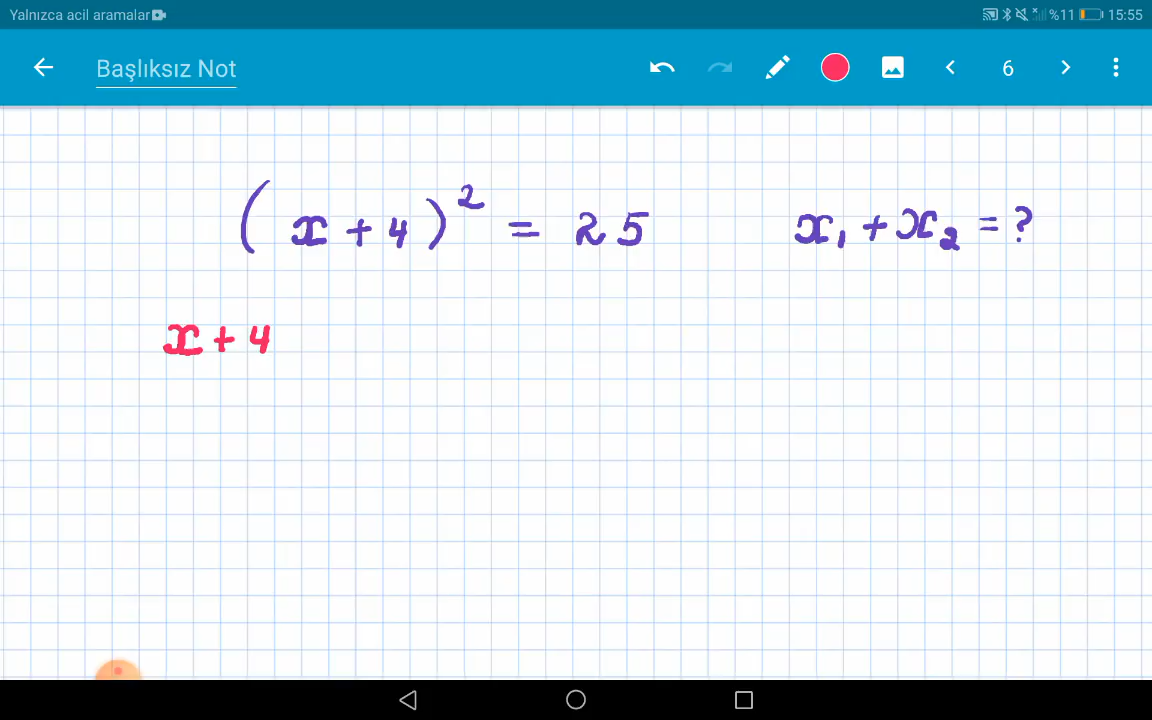 Yalnızca acil aramalar %11 15:55
Başlıksız Not 6
(x+4)² = 25 x₁+x₂=?
x+4